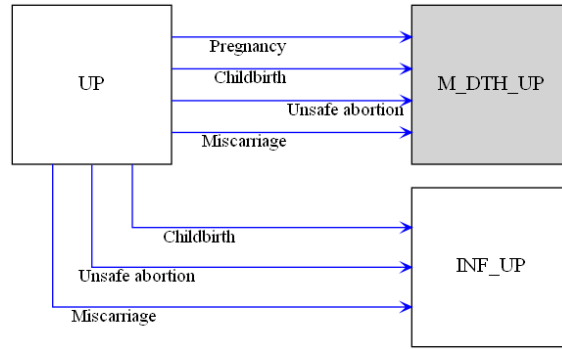 UP
Pregnancy
Childbirth
Unsafe abortion
Miscarriage
M_DTH_UP
Childbirth
Unsafe abortion
Miscarriage
INF_UP